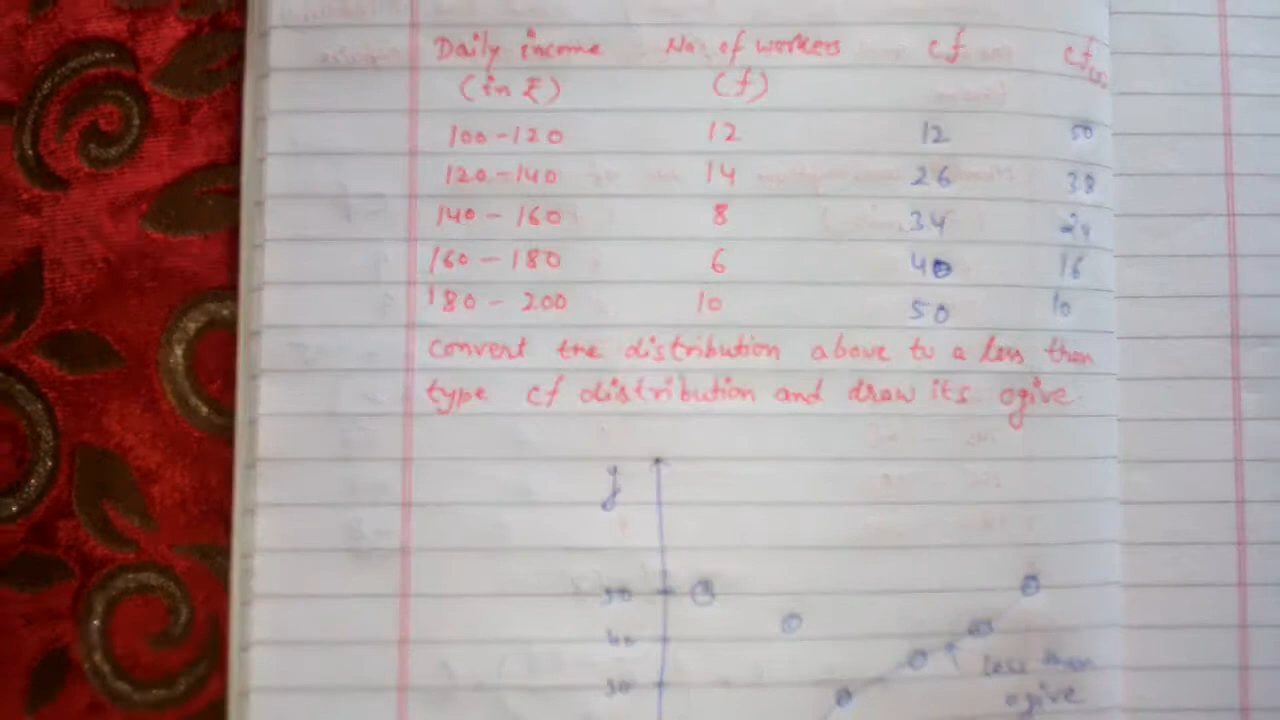 Daily income No. of workers cf cf
(in ₹) (f)
100-120 12 12 50
120-140 14 26 38
140-160 8 34 24
160-180 6 40 16
180-200 10 50 10
convert the distribution above to a less than
type cf distribution and draw its ogive.
y
50
40
30
less than
ogive